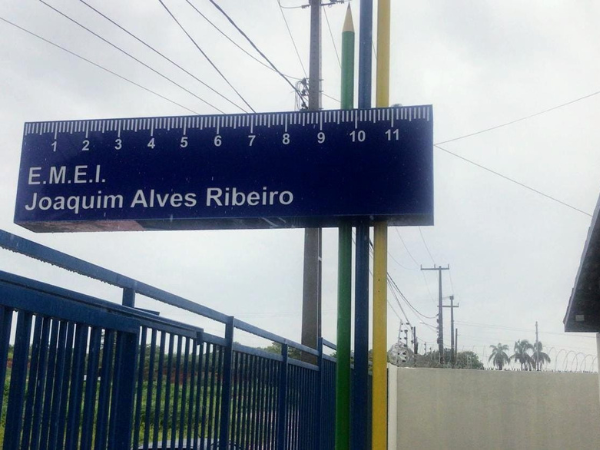 1 2 3 4 5 6 7 8 9 10 11
E.M.E.I.
Joaquim Alves Ribeiro